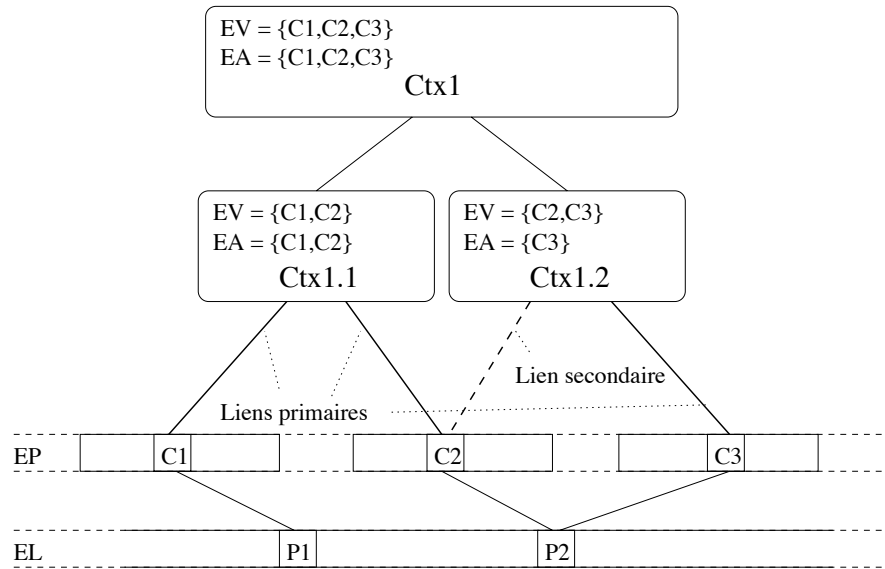 EV = {C1,C2,C3}
EA = {C1,C2,C3}
Ctx1
EV = {C1,C2}
EA = {C1,C2}
Ctx1.1
EV = {C2,C3}
EA = {C3}
Ctx1.2
Lien secondaire
Liens primaires
EP C1 C2 C3
EL P1 P2